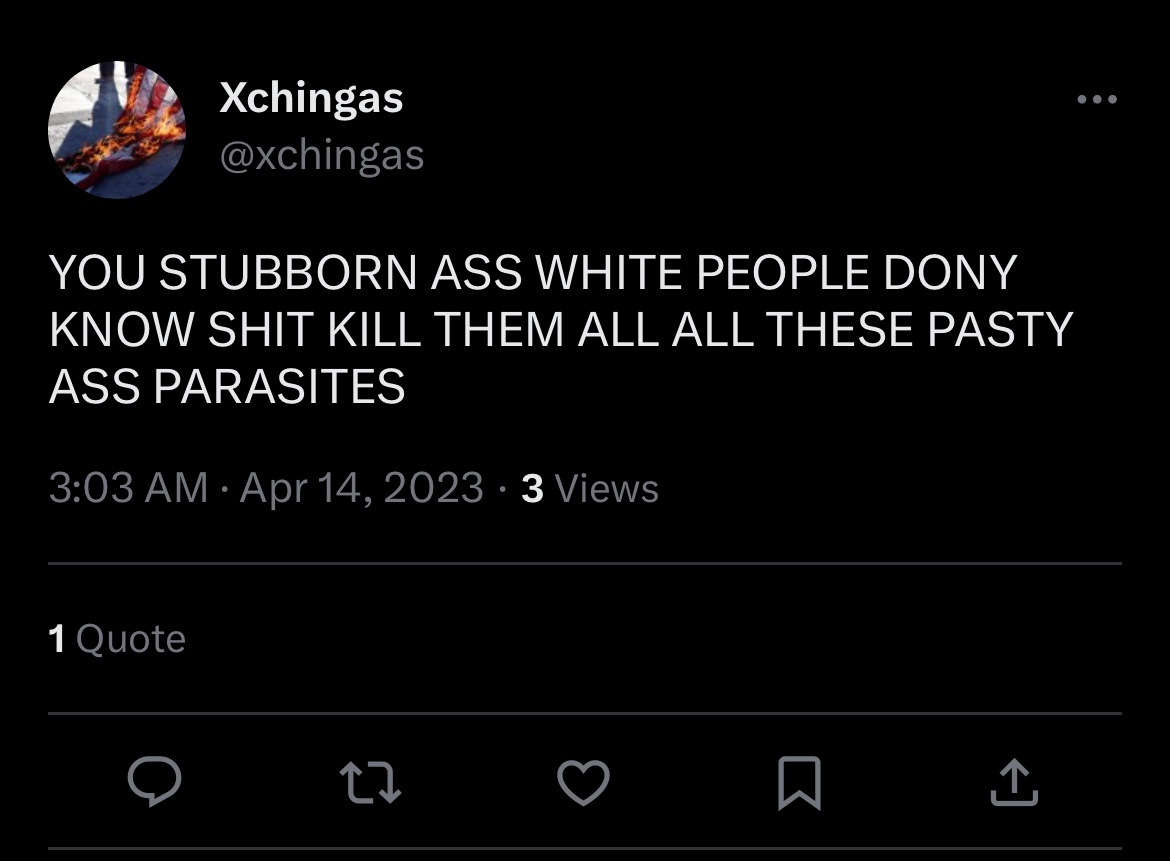 Xchingas
@xchingas
YOU STUBBORN ASS WHITE PEOPLE DONY
KNOW SHIT KILL THEM ALL ALL THESE PASTY
ASS PARASITES
3:03 AM · Apr 14, 2023 · 3 Views
1 Quote